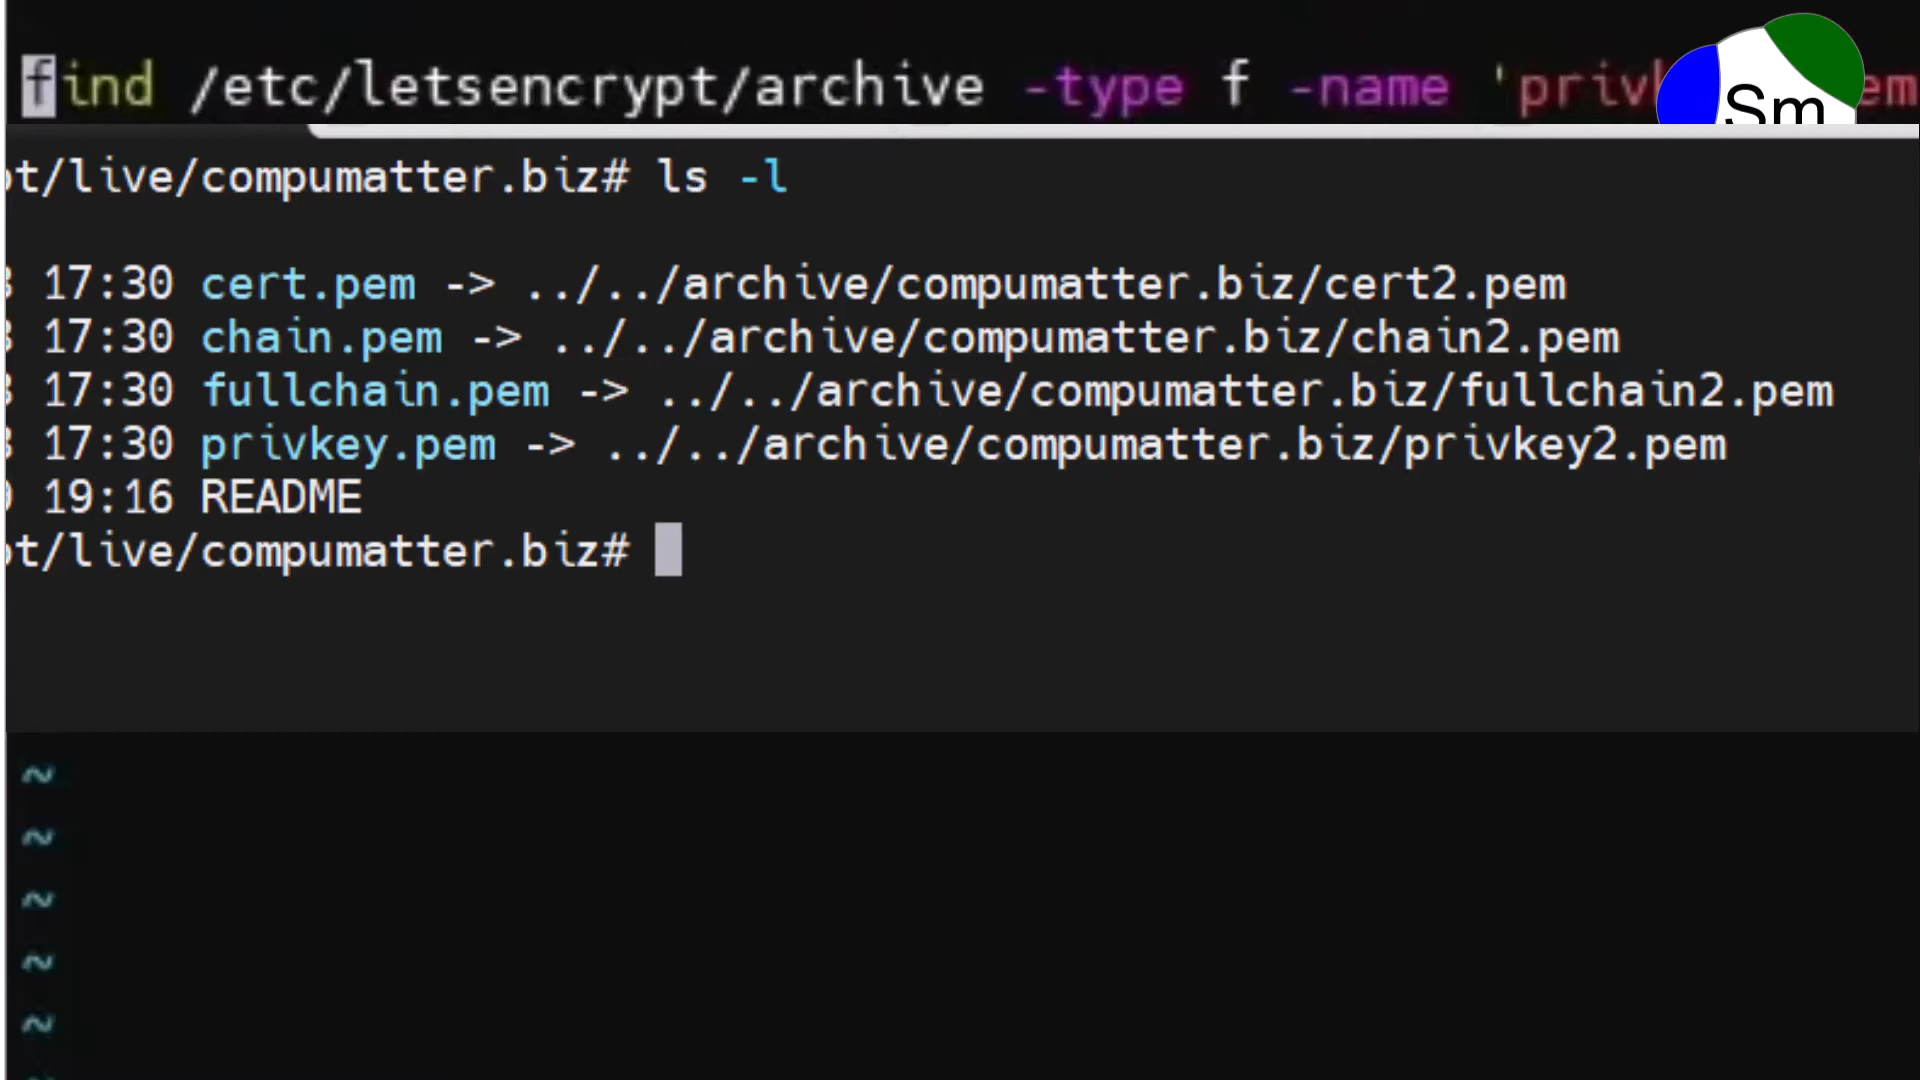 find /etc/letsencrypt/archive -type f -name 'priv em
Sm
t/live/compumatter.biz# ls -l
17:30 cert.pem -> ../../archive/compumatter.biz/cert2.pem
17:30 chain.pem -> ../../archive/compumatter.biz/chain2.pem
17:30 fullchain.pem -> ../../archive/compumatter.biz/fullchain2.pem
17:30 privkey.pem -> ../../archive/compumatter.biz/privkey2.pem
19:16 README
t/live/compumatter.biz#
~
~
~
~
~